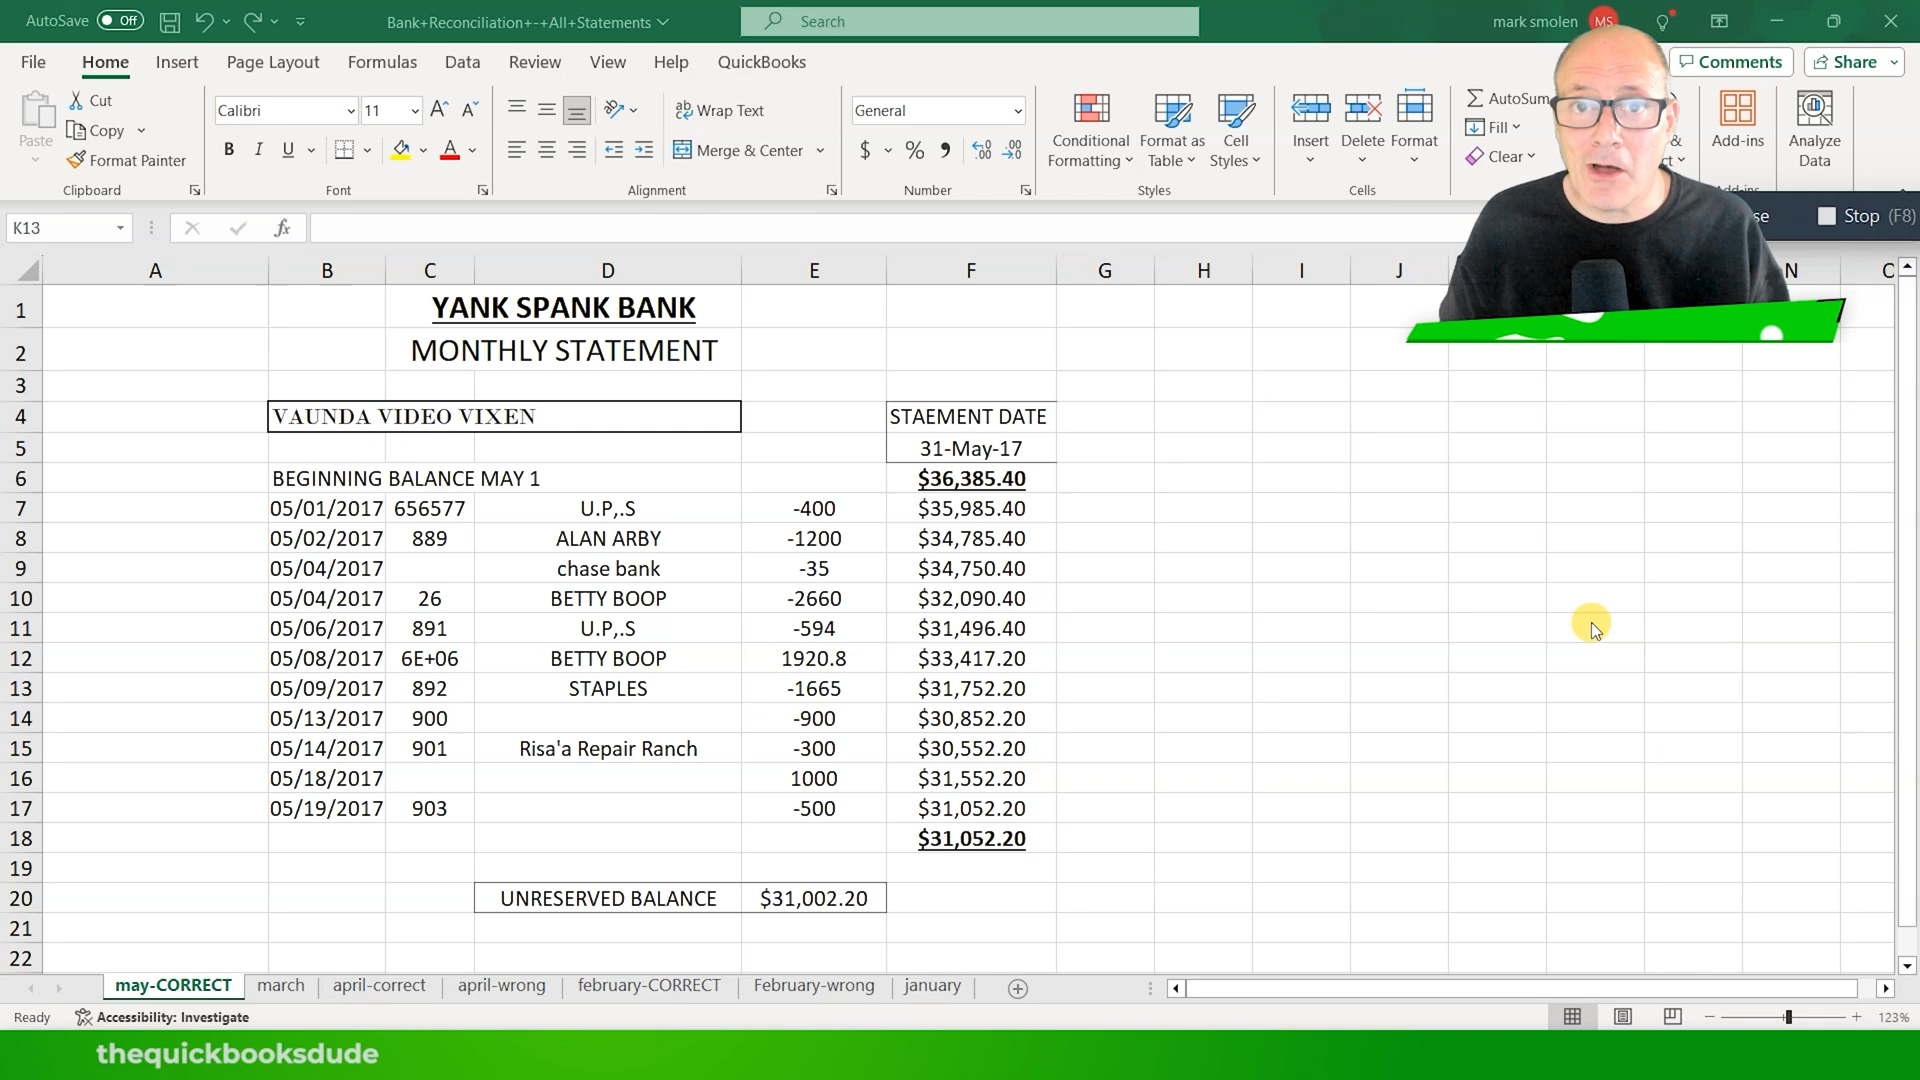 AutoSave Off Bank+Reconciliation+-+All+Statements Search mark smolen MS
File Home Insert Page Layout Formulas Data Review View Help QuickBooks Comments Share
Paste Cut Copy Format Painter Clipboard
Calibri 11 A A B I U A Font
ab Wrap Text Merge & Center Alignment
General $ % 9 Number
Conditional Formatting Format as Table Cell Styles Styles
Insert Delete Format Cells
AutoSum Fill Clear
Add-ins Analyze Data
Stop (F8)
K13 fx
A B C D E F G H I J N
1 YANK SPANK BANK
2 MONTHLY STATEMENT
3
4 VAUNDA VIDEO VIXEN STAEMENT DATE
5 31-May-17
6 BEGINNING BALANCE MAY 1 $36,385.40
7 05/01/2017 656577 U.P,.S -400 $35,985.40
8 05/02/2017 889 ALAN ARBY -1200 $34,785.40
9 05/04/2017 chase bank -35 $34,750.40
10 05/04/2017 26 BETTY BOOP -2660 $32,090.40
11 05/06/2017 891 U.P,.S -594 $31,496.40
12 05/08/2017 6E+06 BETTY BOOP 1920.8 $33,417.20
13 05/09/2017 892 STAPLES -1665 $31,752.20
14 05/13/2017 900 -900 $30,852.20
15 05/14/2017 901 Risa'a Repair Ranch -300 $30,552.20
16 05/18/2017 1000 $31,552.20
17 05/19/2017 903 -500 $31,052.20
18 $31,052.20
19
20 UNRESERVED BALANCE $31,002.20
21
22
may-CORRECT march april-correct april-wrong february-CORRECT February-wrong january
Ready Accessibility: Investigate 123%
thequickbooksdude